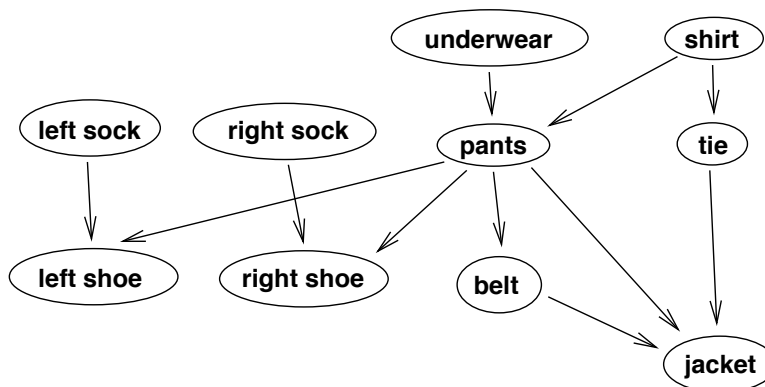 underwear
shirt
left sock
right sock
pants
tie
left shoe
right shoe
belt
jacket